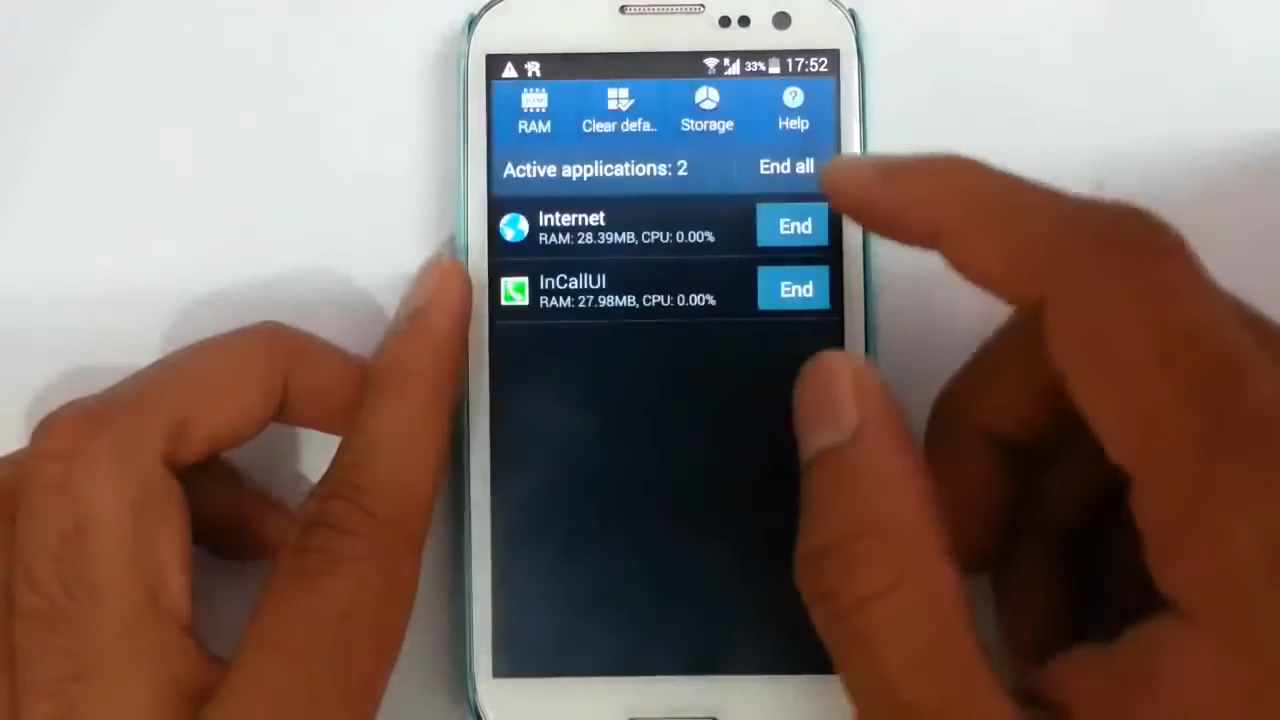 33% 17:52
RAM Clear defa.. Storage Help
Active applications: 2 End all
Internet
RAM: 28.39MB, CPU: 0.00%
End
InCallUI
RAM: 27.98MB, CPU: 0.00%
End